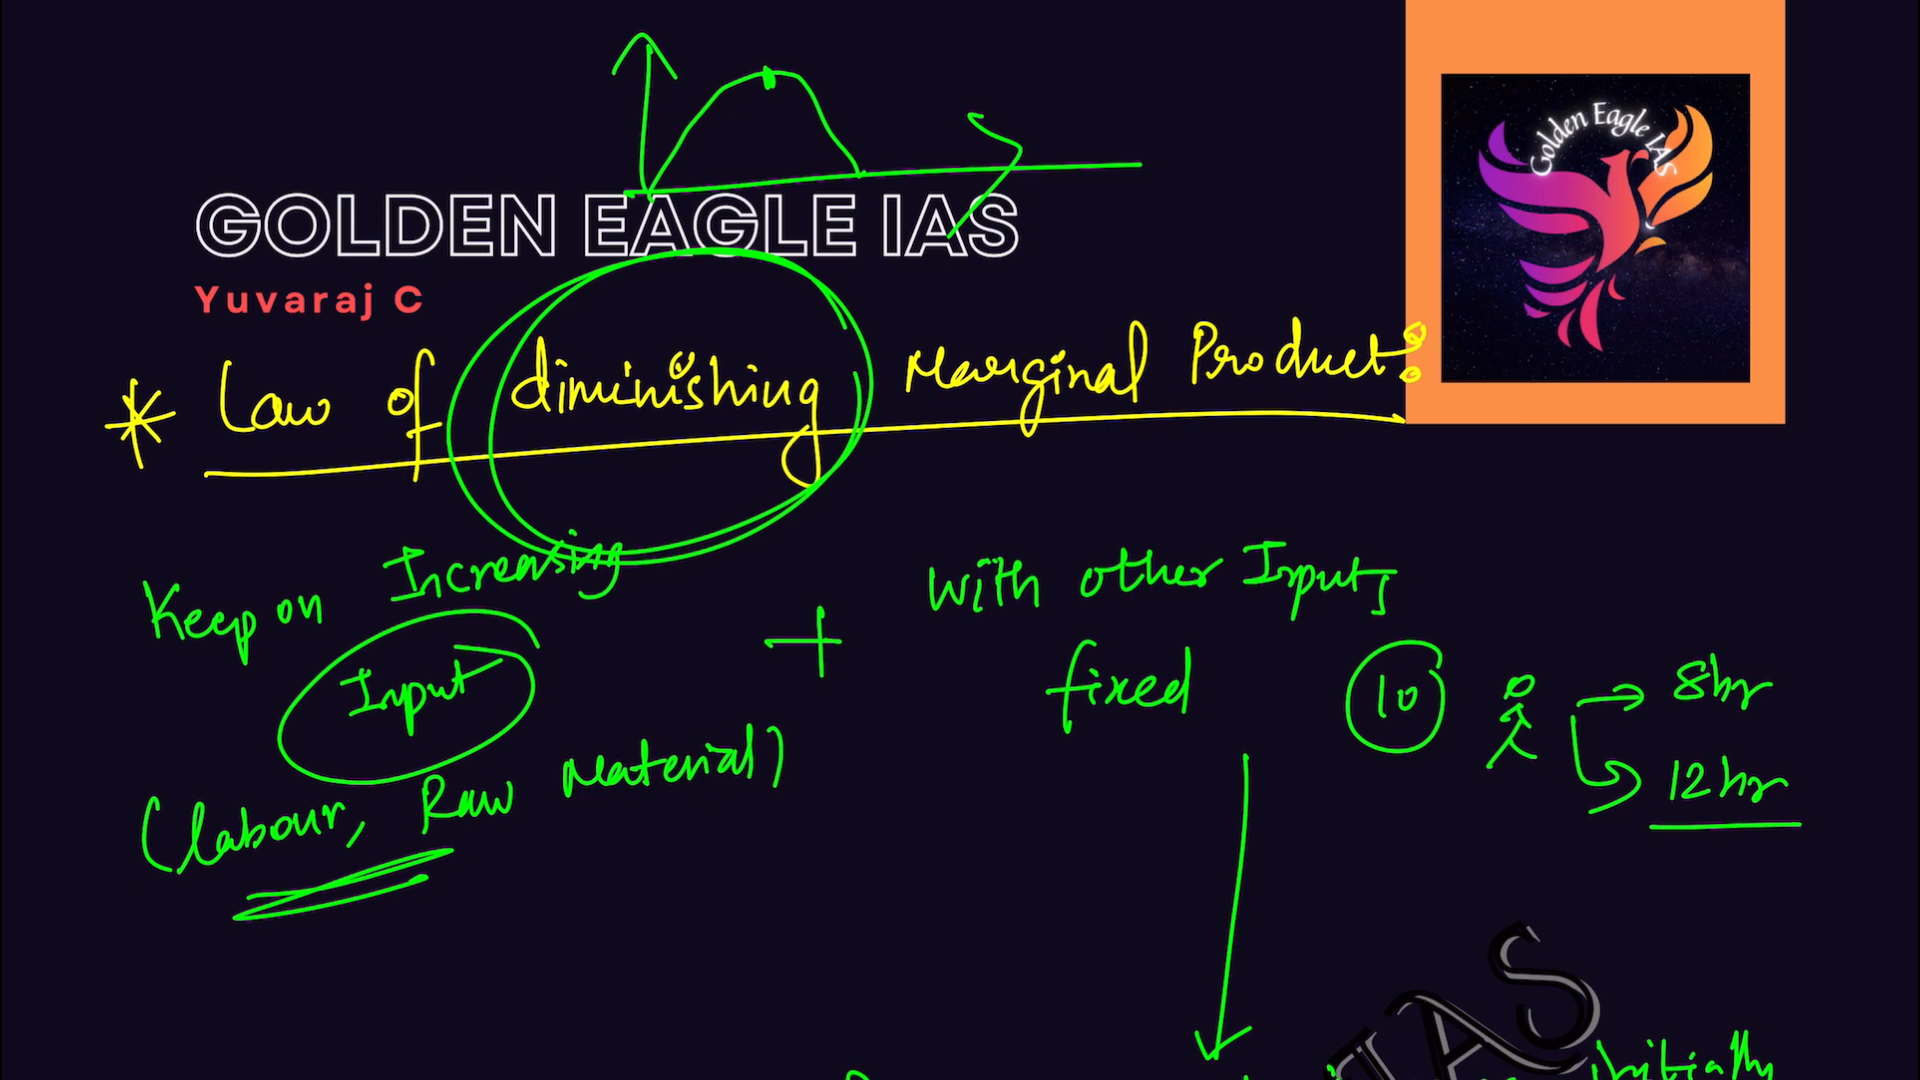 GOLDEN EAGLE IAS
Golden Eagle IAS
Yuvaraj C
* Law of diminishing Marginal Product:
Keep on Increasing
Input
(labour, Raw Material)
+
With other Inputs
fixed
10
8hr
12hr
IAS
Initially